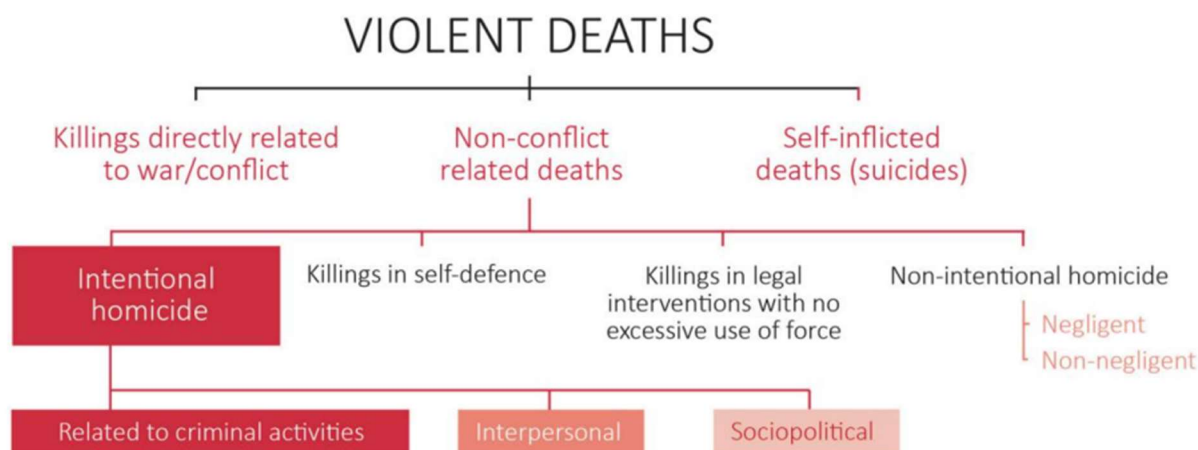 VIOLENT DEATHS
Killings directly related
to war/conflict
Non-conflict
related deaths
Self-inflicted
deaths (suicides)
Intentional
homicide
Killings in self-defence
Killings in legal
interventions with no
excessive use of force
Non-intentional homicide
Negligent
Non-negligent
Related to criminal activities
Interpersonal
Sociopolitical